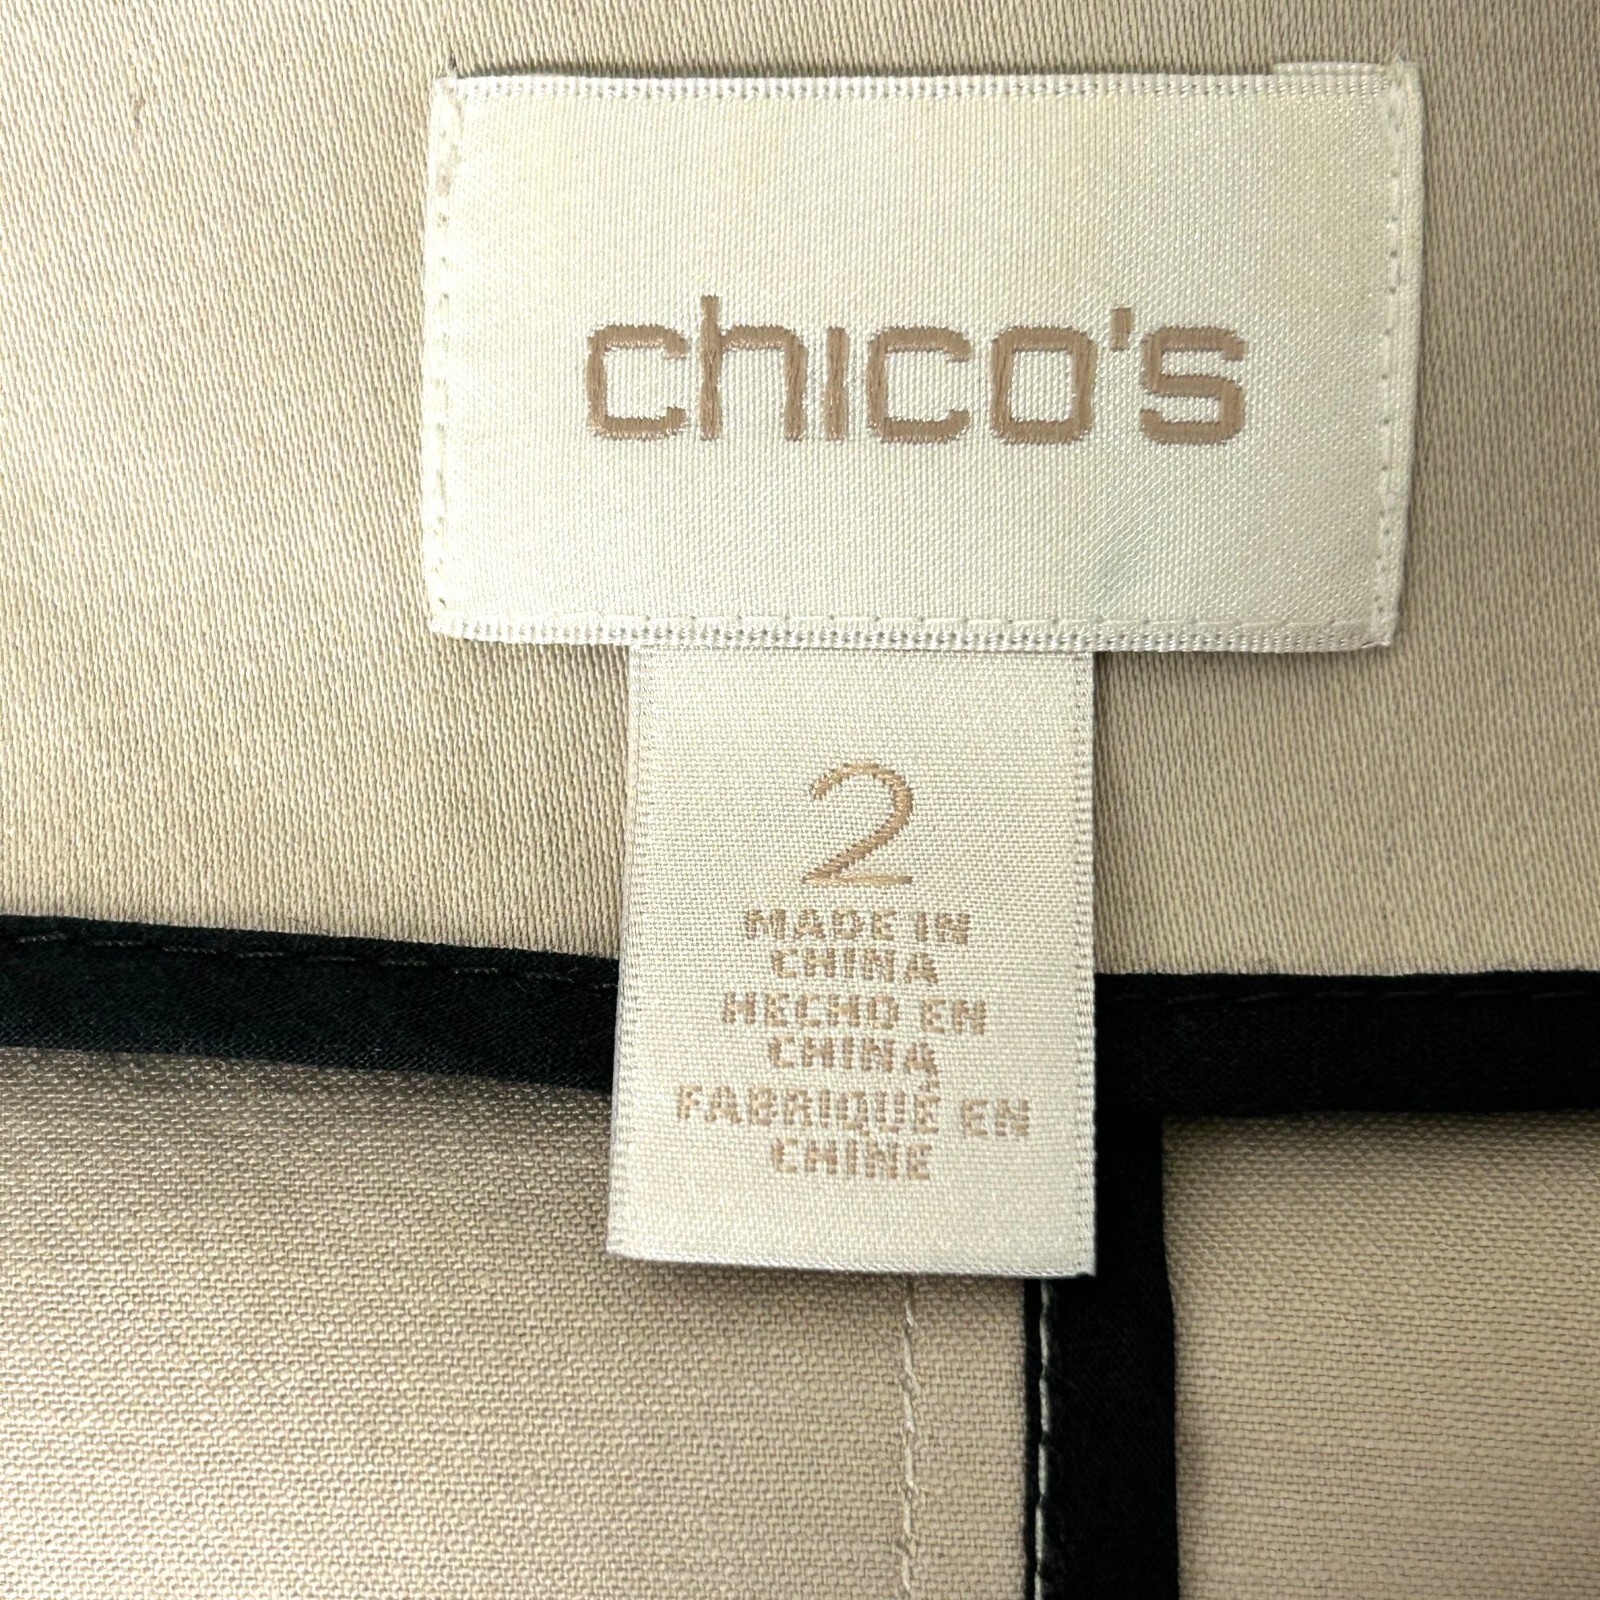 chico's
2
MADE IN
CHINA
HECHO EN
CHINA
FABRIQUÉ EN
CHINE